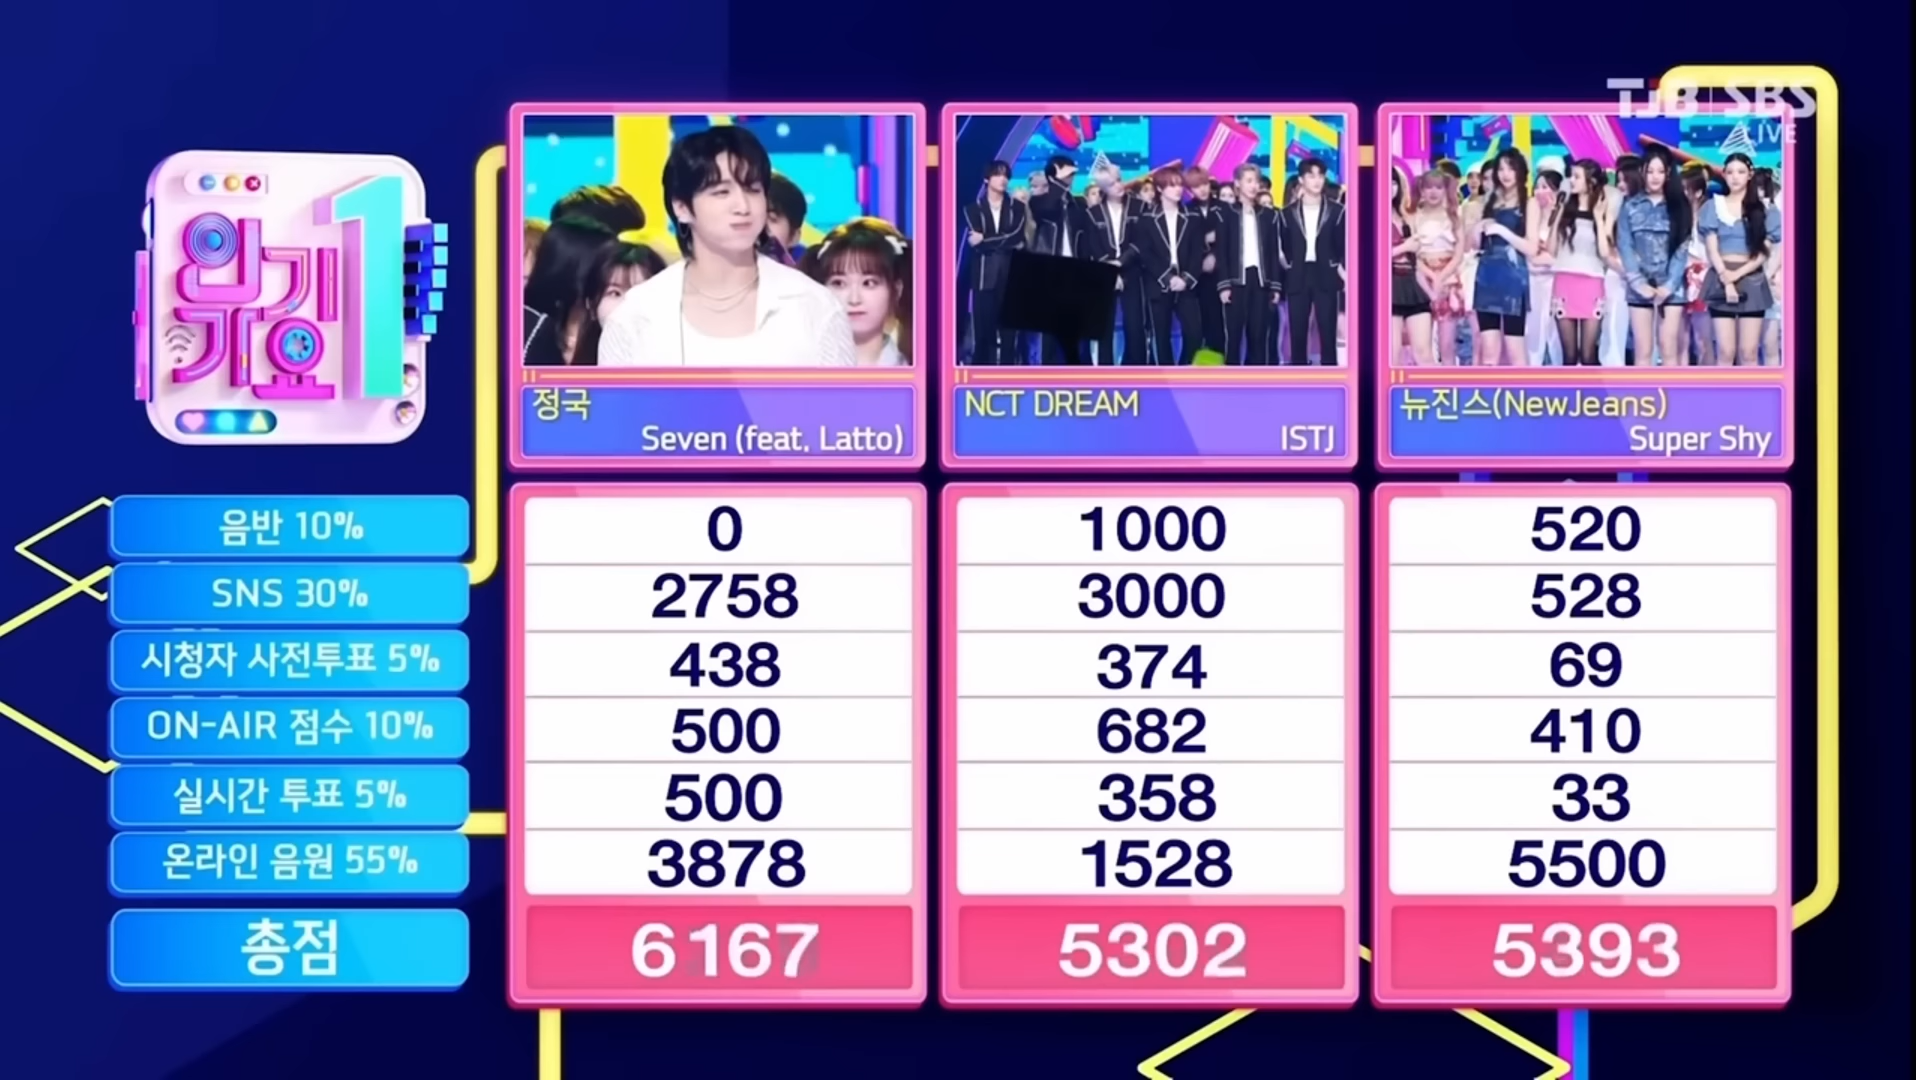 TJB | SBS
LIVE
인기가요
1
정국
Seven (feat. Latto)
NCT DREAM
ISTJ
뉴진스(NewJeans)
Super Shy
음반 10% 0 1000 520
SNS 30% 2758 3000 528
시청자 사전투표 5% 438 374 69
ON-AIR 점수 10% 500 682 410
실시간 투표 5% 500 358 33
온라인 음원 55% 3878 1528 5500
총점 6167 5302 5393